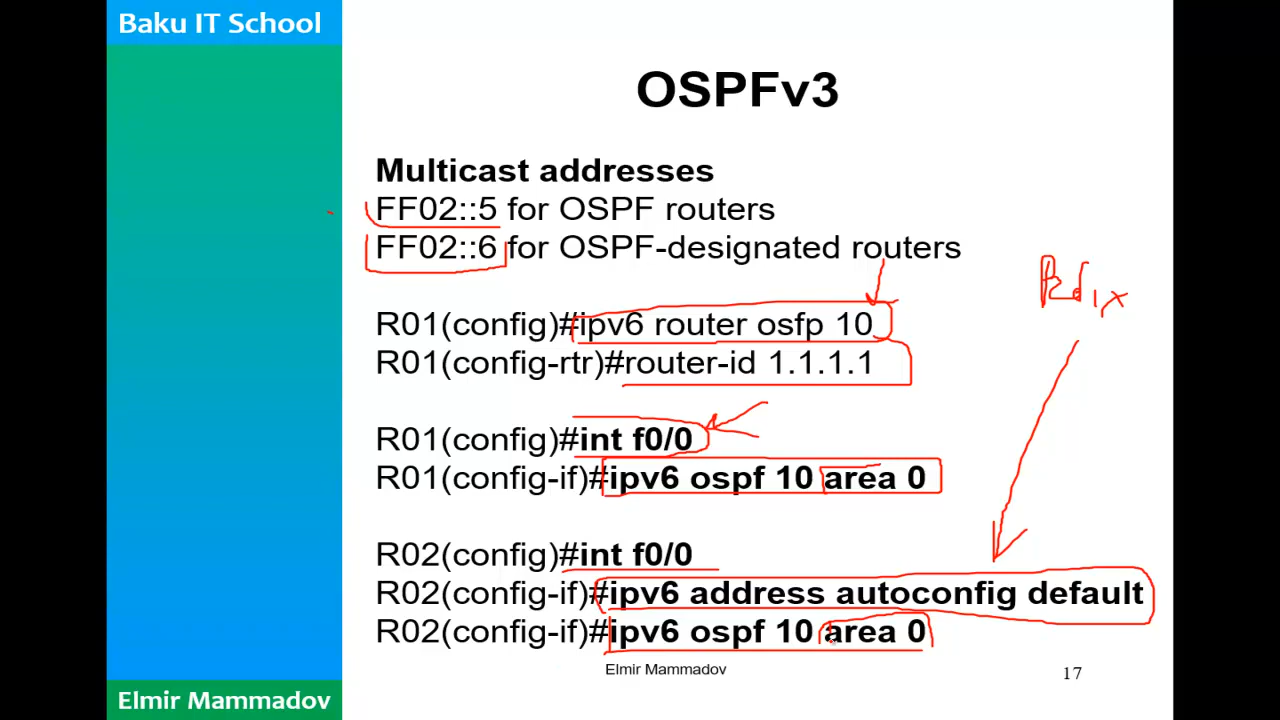 Baku IT School
OSPFv3
Multicast addresses
FF02::5 for OSPF routers
FF02::6 for OSPF-designated routers
R01(config)#ipv6 router osfp 10
R01(config-rtr)#router-id 1.1.1.1
R01(config)#int f0/0
R01(config-if)#ipv6 ospf 10 area 0
R02(config)#int f0/0
R02(config-if)#ipv6 address autoconfig default
R02(config-if)#ipv6 ospf 10 area 0
Elmir Mammadov
17
Elmir Mammadov